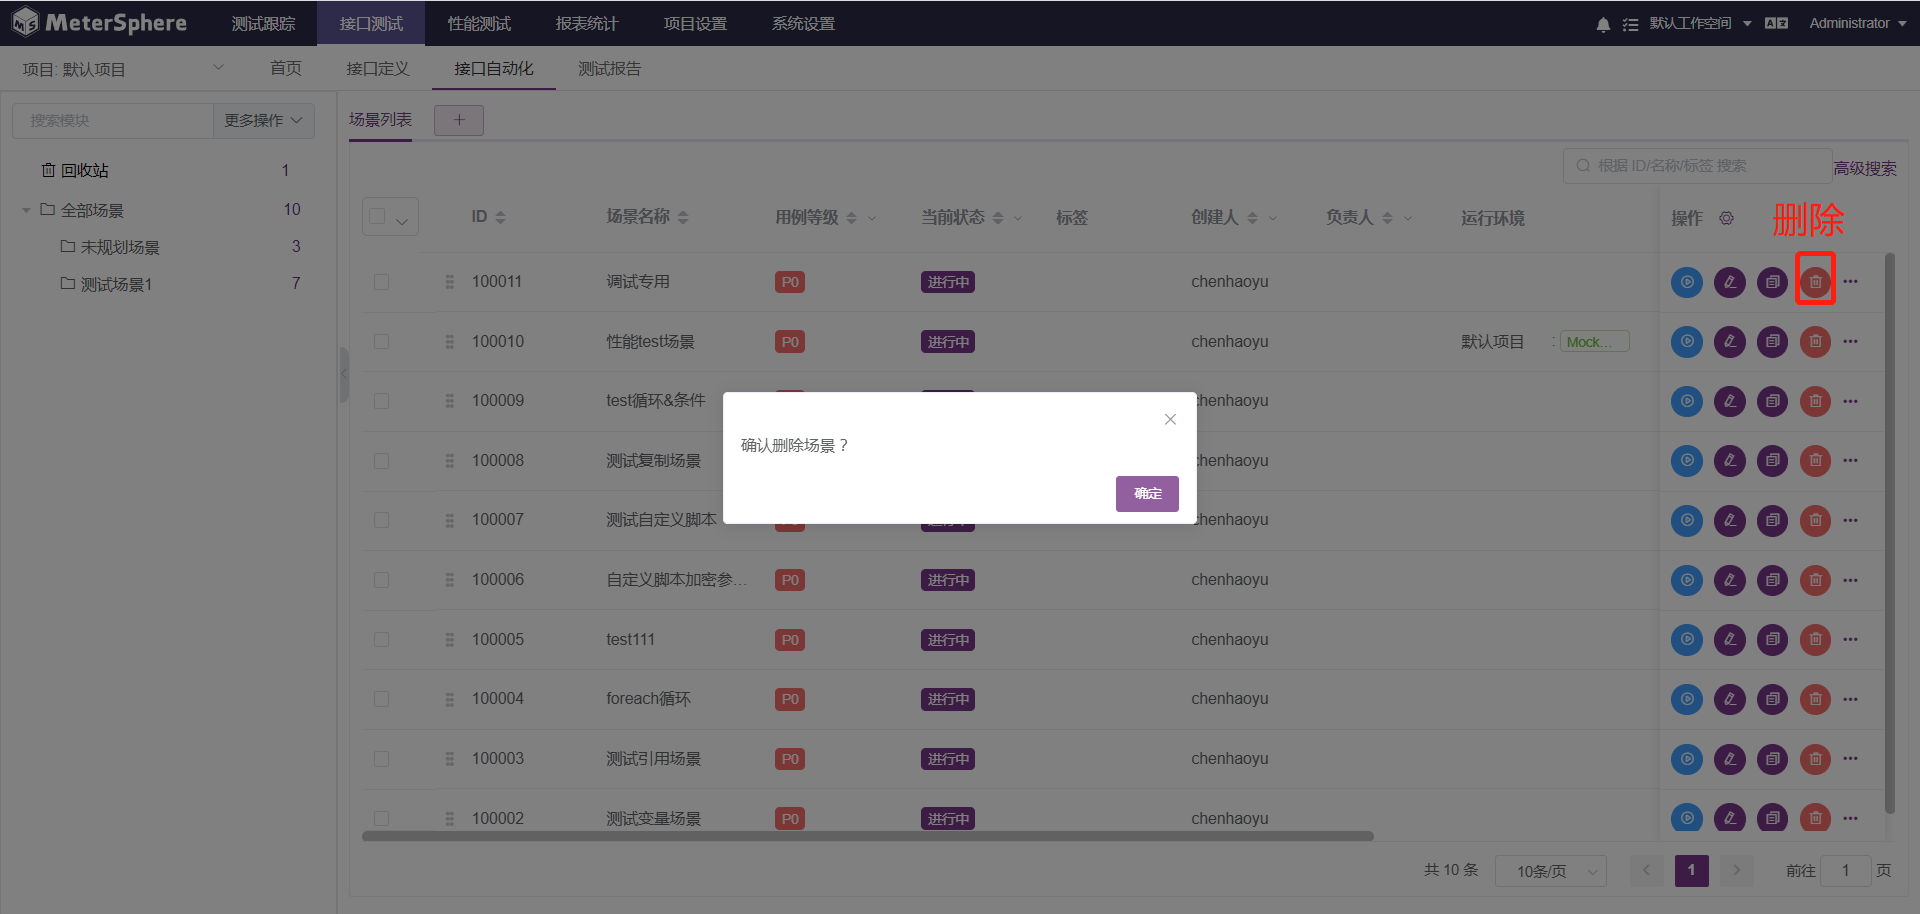 MeterSphere 测试跟踪 接口测试 性能测试 报表统计 项目设置 系统设置 默认工作空间 Administrator
项目: 默认项目 首页 接口定义 接口自动化 测试报告
搜索模块 更多操作
回收站 1
全部场景 10
未规划场景 3
测试场景1 7
场景列表 +
根据 ID/名称/标签 搜索 高级搜索
ID 场景名称 用例等级 当前状态 标签 创建人 负责人 运行环境 操作 删除
100011 调试专用 P0 进行中 chenhaoyu
100010 性能test场景 P0 进行中 chenhaoyu 默认项目 : Mock...
100009 test循环&条件 chenhaoyu
100008 测试复制场景 chenhaoyu
100007 测试自定义脚本 chenhaoyu
100006 自定义脚本加密参... P0 进行中 chenhaoyu
100005 test111 P0 进行中 chenhaoyu
100004 foreach循环 P0 进行中 chenhaoyu
100003 测试引用场景 P0 进行中 chenhaoyu
100002 测试变量场景 P0 进行中 chenhaoyu
确认删除场景？
确定
共 10 条 10条/页 1 前往 1 页